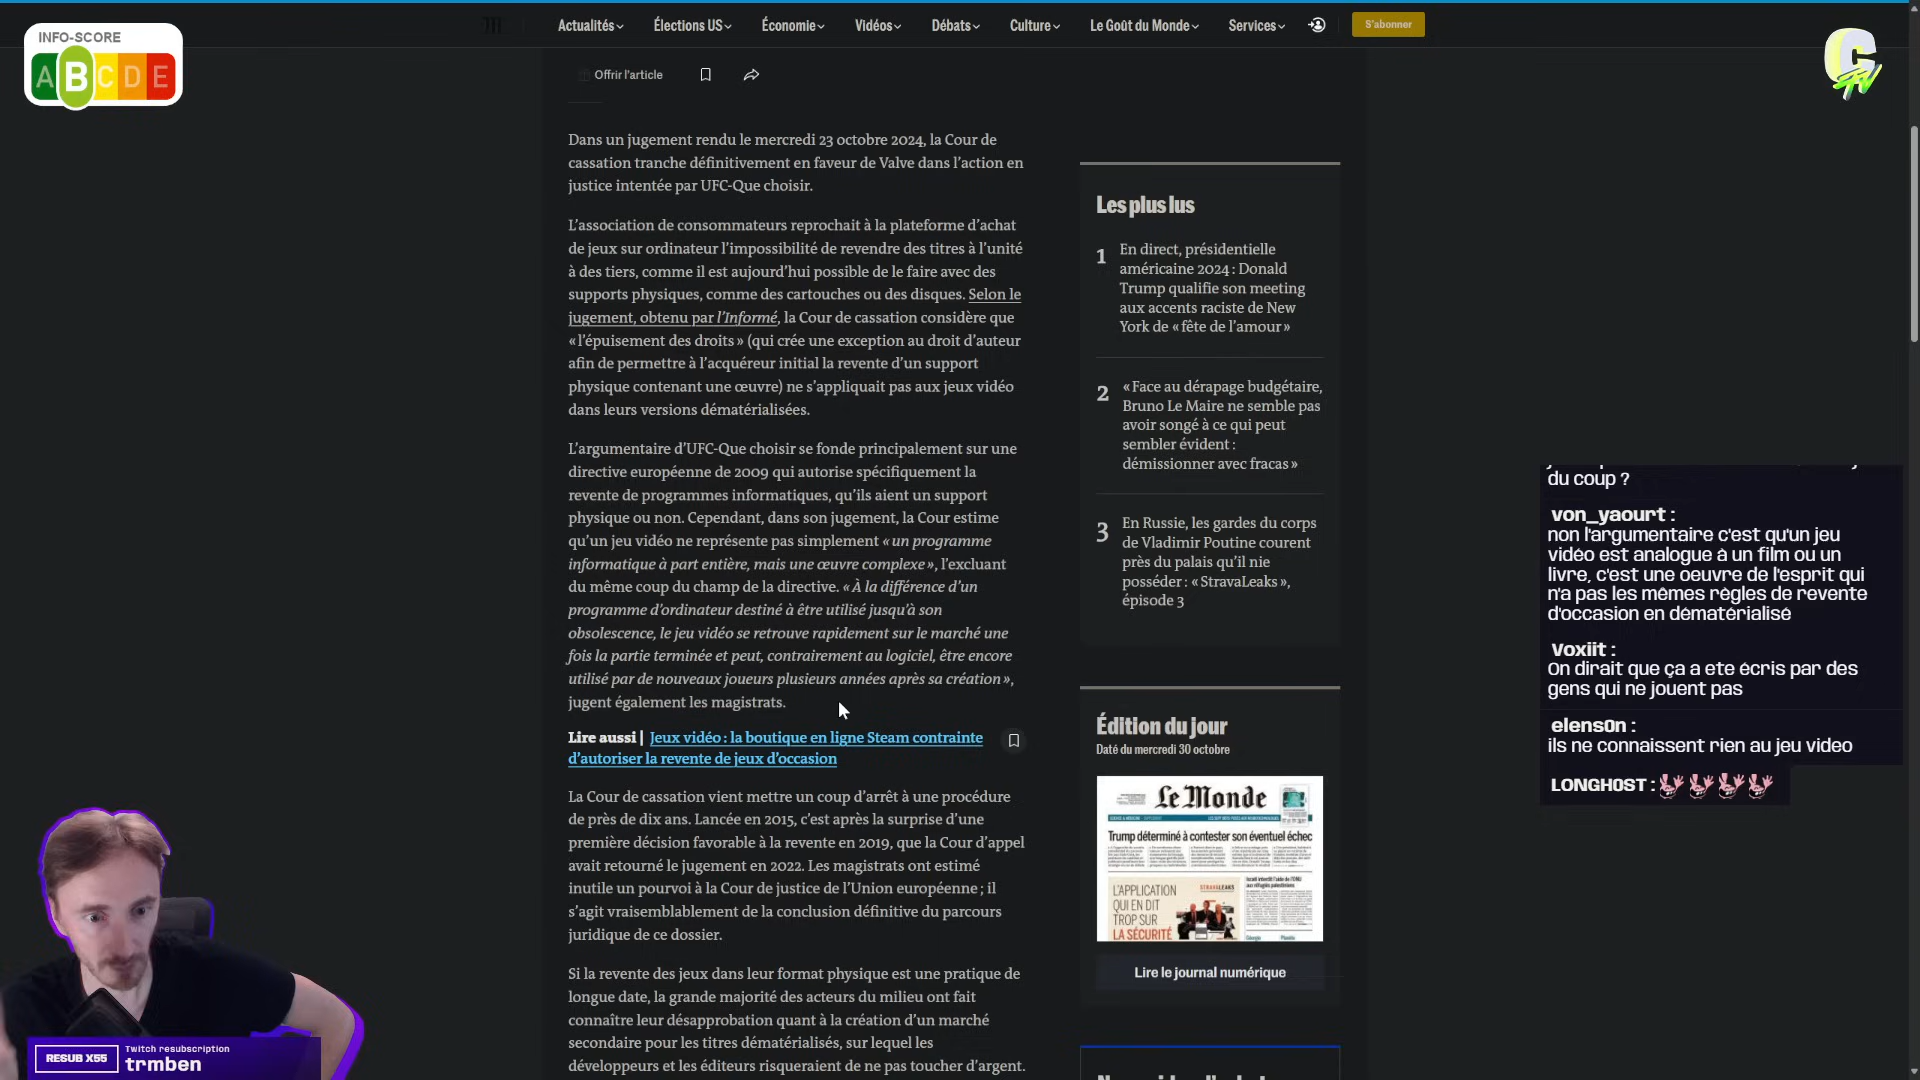 INFO-SCORE
A B C D E
Actualités
Élections US
Économie
Vidéos
Débats
Culture
Le Goût du Monde
Services
S'abonner
Offrir l'article
Dans un jugement rendu le mercredi 23 octobre 2024, la Cour de
cassation tranche définitivement en faveur de Valve dans l'action en
justice intentée par UFC-Que choisir.
L'association de consommateurs reprochait à la plateforme d'achat
de jeux sur ordinateur l'impossibilité de revendre des titres à l'unité
à des tiers, comme il est aujourd'hui possible de le faire avec des
supports physiques, comme des cartouches ou des disques. Selon le
jugement, obtenu par l'Informé, la Cour de cassation considère que
« l'épuisement des droits » (qui crée une exception au droit d'auteur
afin de permettre à l'acquéreur initial la revente d'un support
physique contenant une œuvre) ne s'appliquait pas aux jeux vidéo
dans leurs versions dématérialisées.
L'argumentaire d'UFC-Que choisir se fonde principalement sur une
directive européenne de 2009 qui autorise spécifiquement la
revente de programmes informatiques, qu'ils aient un support
physique ou non. Cependant, dans son jugement, la Cour estime
qu'un jeu vidéo ne représente pas simplement « un programme
informatique à part entière, mais une œuvre complexe », l'excluant
du même coup du champ de la directive. « À la différence d'un
programme d'ordinateur destiné à être utilisé jusqu'à son
obsolescence, le jeu vidéo se retrouve rapidement sur le marché une
fois la partie terminée et peut, contrairement au logiciel, être encore
utilisé par de nouveaux joueurs plusieurs années après sa création »,
jugent également les magistrats.
Lire aussi | Jeux vidéo : la boutique en ligne Steam contrainte
d'autoriser la revente de jeux d'occasion
La Cour de cassation vient mettre un coup d'arrêt à une procédure
de près de dix ans. Lancée en 2015, c'est après la surprise d'une
première décision favorable à la revente en 2019, que la Cour d'appel
avait retourné le jugement en 2022. Les magistrats ont estimé
inutile un pourvoi à la Cour de justice de l'Union européenne ; il
s'agit vraisemblablement de la conclusion définitive du parcours
juridique de ce dossier.
Si la revente des jeux dans leur format physique est une pratique de
longue date, la grande majorité des acteurs du milieu ont fait
connaître leur désapprobation quant à la création d'un marché
secondaire pour les titres dématérialisés, sur lequel les
développeurs et les éditeurs risqueraient de ne pas toucher d'argent.
Les plus lus
1 En direct, présidentielle
américaine 2024 : Donald
Trump qualifie son meeting
aux accents raciste de New
York de « fête de l'amour »
2 « Face au dérapage budgétaire,
Bruno Le Maire ne semble pas
avoir songé à ce qui peut
sembler évident :
démissionner avec fracas »
3 En Russie, les gardes du corps
de Vladimir Poutine courent
près du palais qu'il nie
posséder : « StravaLeaks »,
épisode 3
Édition du jour
Daté du mercredi 30 octobre
Le Monde
Trump déterminé à contester son éventuel échec
L'APPLICATION
QUI EN DIT
TROP SUR
LA SÉCURITÉ
STRAVALEAKS
Lire le journal numérique
du coup ?
von_yaourt :
non l'argumentaire c'est qu'un jeu
vidéo est analogue à un film ou un
livre, c'est une oeuvre de l'esprit qui
n'a pas les mêmes règles de revente
d'occasion en dématérialisé
Voxiit :
On dirait que ça a ete écris par des
gens qui ne jouent pas
elens0n :
ils ne connaissent rien au jeu video
LONGH0ST :
C TV
RESUB X55
Twitch resubscription
trmben